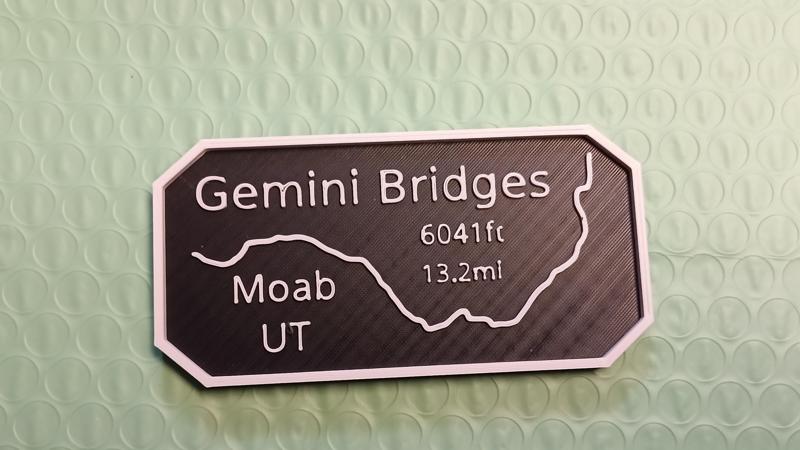 Gemini Bridges
6041ft
13.2mi
Moab
UT